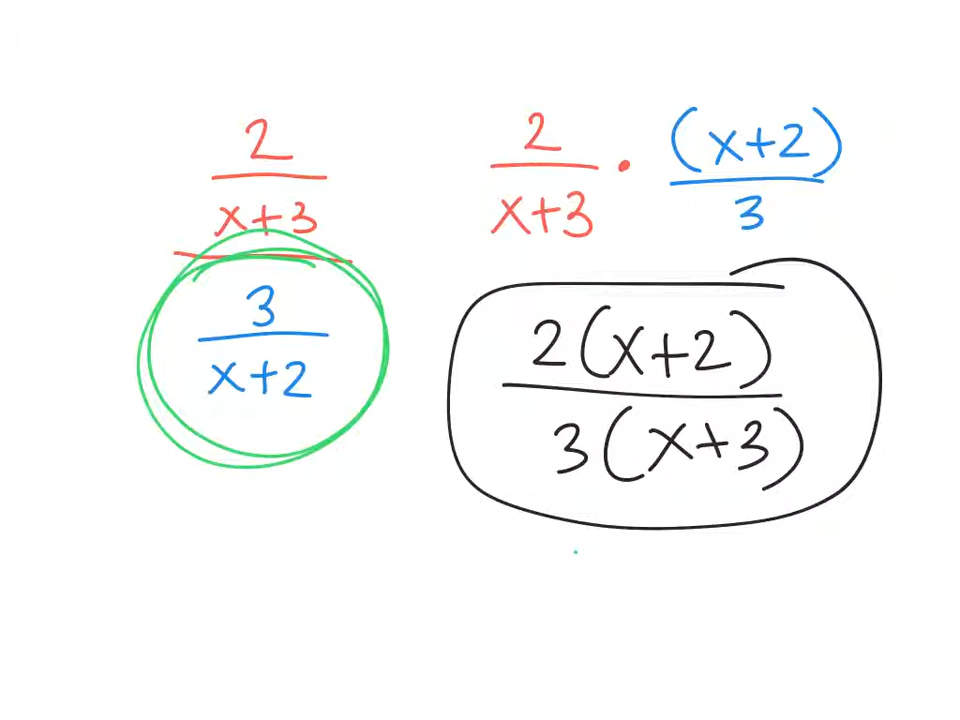 2
x+3
3
x+2
2
x+3
·
(x+2)
3
2(x+2)
3(x+3)